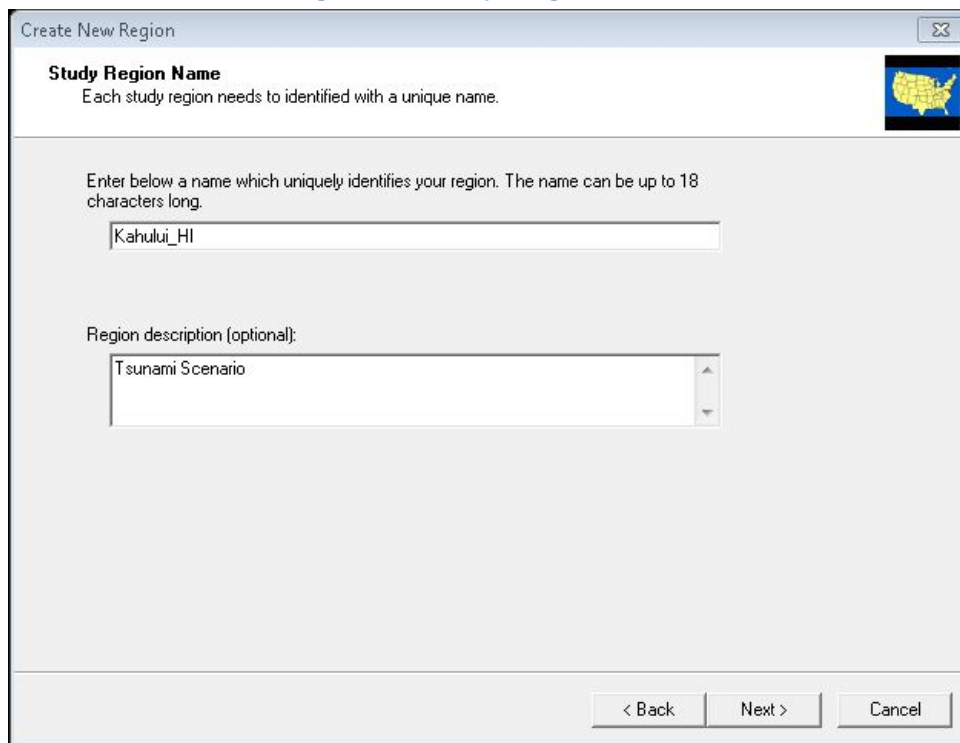 Create New Region
Study Region Name
Each study region needs to identified with a unique name.
Enter below a name which uniquely identifies your region. The name can be up to 18
characters long.
Kahului_HI
Region description (optional):
Tsunami Scenario
< Back
Next >
Cancel